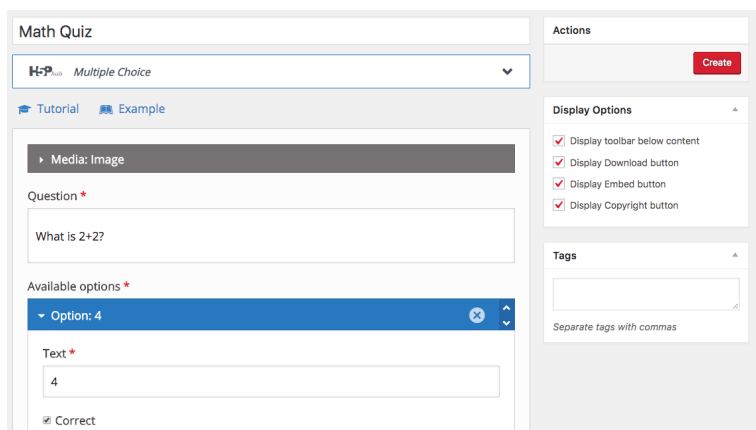 Math Quiz
H5P hub Multiple Choice
Tutorial Example
Media: Image
Question *
What is 2+2?
Available options *
Option: 4
Text *
4
Correct
Actions
Create
Display Options
Display toolbar below content
Display Download button
Display Embed button
Display Copyright button
Tags
Separate tags with commas